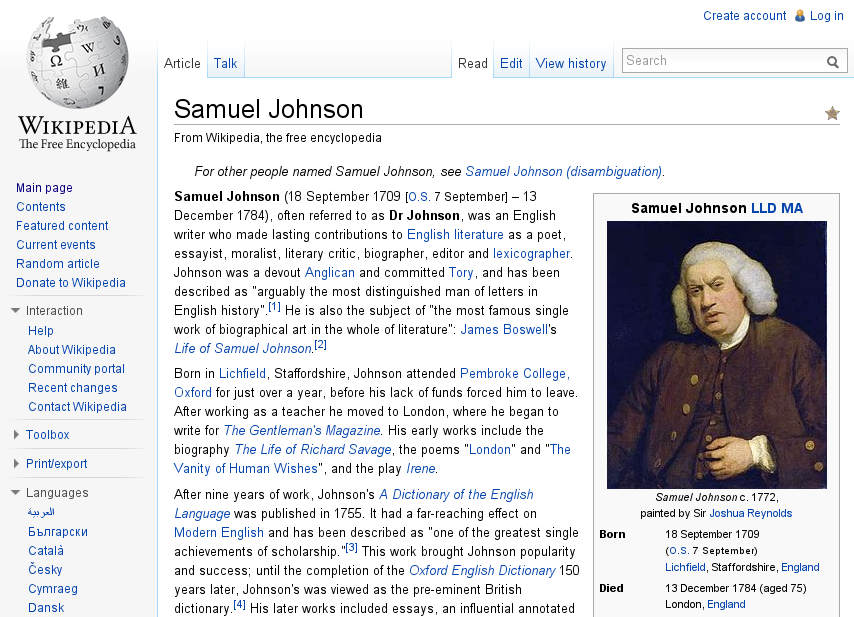 Create account Log in
Article Talk Read Edit View history Search
WIKIPEDIA
The Free Encyclopedia
Main page
Contents
Featured content
Current events
Random article
Donate to Wikipedia
Interaction
Help
About Wikipedia
Community portal
Recent changes
Contact Wikipedia
Toolbox
Print/export
Languages
العربية
Български
Català
Česky
Cymraeg
Dansk
Samuel Johnson
From Wikipedia, the free encyclopedia
For other people named Samuel Johnson, see Samuel Johnson (disambiguation).
Samuel Johnson (18 September 1709 [O.S. 7 September] – 13
December 1784), often referred to as Dr Johnson, was an English
writer who made lasting contributions to English literature as a poet,
essayist, moralist, literary critic, biographer, editor and lexicographer.
Johnson was a devout Anglican and committed Tory, and has been
described as "arguably the most distinguished man of letters in
English history".[1] He is also the subject of "the most famous single
work of biographical art in the whole of literature": James Boswell's
Life of Samuel Johnson.[2]
Born in Lichfield, Staffordshire, Johnson attended Pembroke College,
Oxford for just over a year, before his lack of funds forced him to leave.
After working as a teacher he moved to London, where he began to
write for The Gentleman's Magazine. His early works include the
biography The Life of Richard Savage, the poems "London" and "The
Vanity of Human Wishes", and the play Irene.
After nine years of work, Johnson's A Dictionary of the English
Language was published in 1755. It had a far-reaching effect on
Modern English and has been described as "one of the greatest single
achievements of scholarship."[3] This work brought Johnson popularity
and success; until the completion of the Oxford English Dictionary 150
years later, Johnson's was viewed as the pre-eminent British
dictionary.[4] His later works included essays, an influential annotated
Samuel Johnson LLD MA
Samuel Johnson c. 1772,
painted by Sir Joshua Reynolds
Born 18 September 1709
(O.S. 7 September)
Lichfield, Staffordshire, England
Died 13 December 1784 (aged 75)
London, England